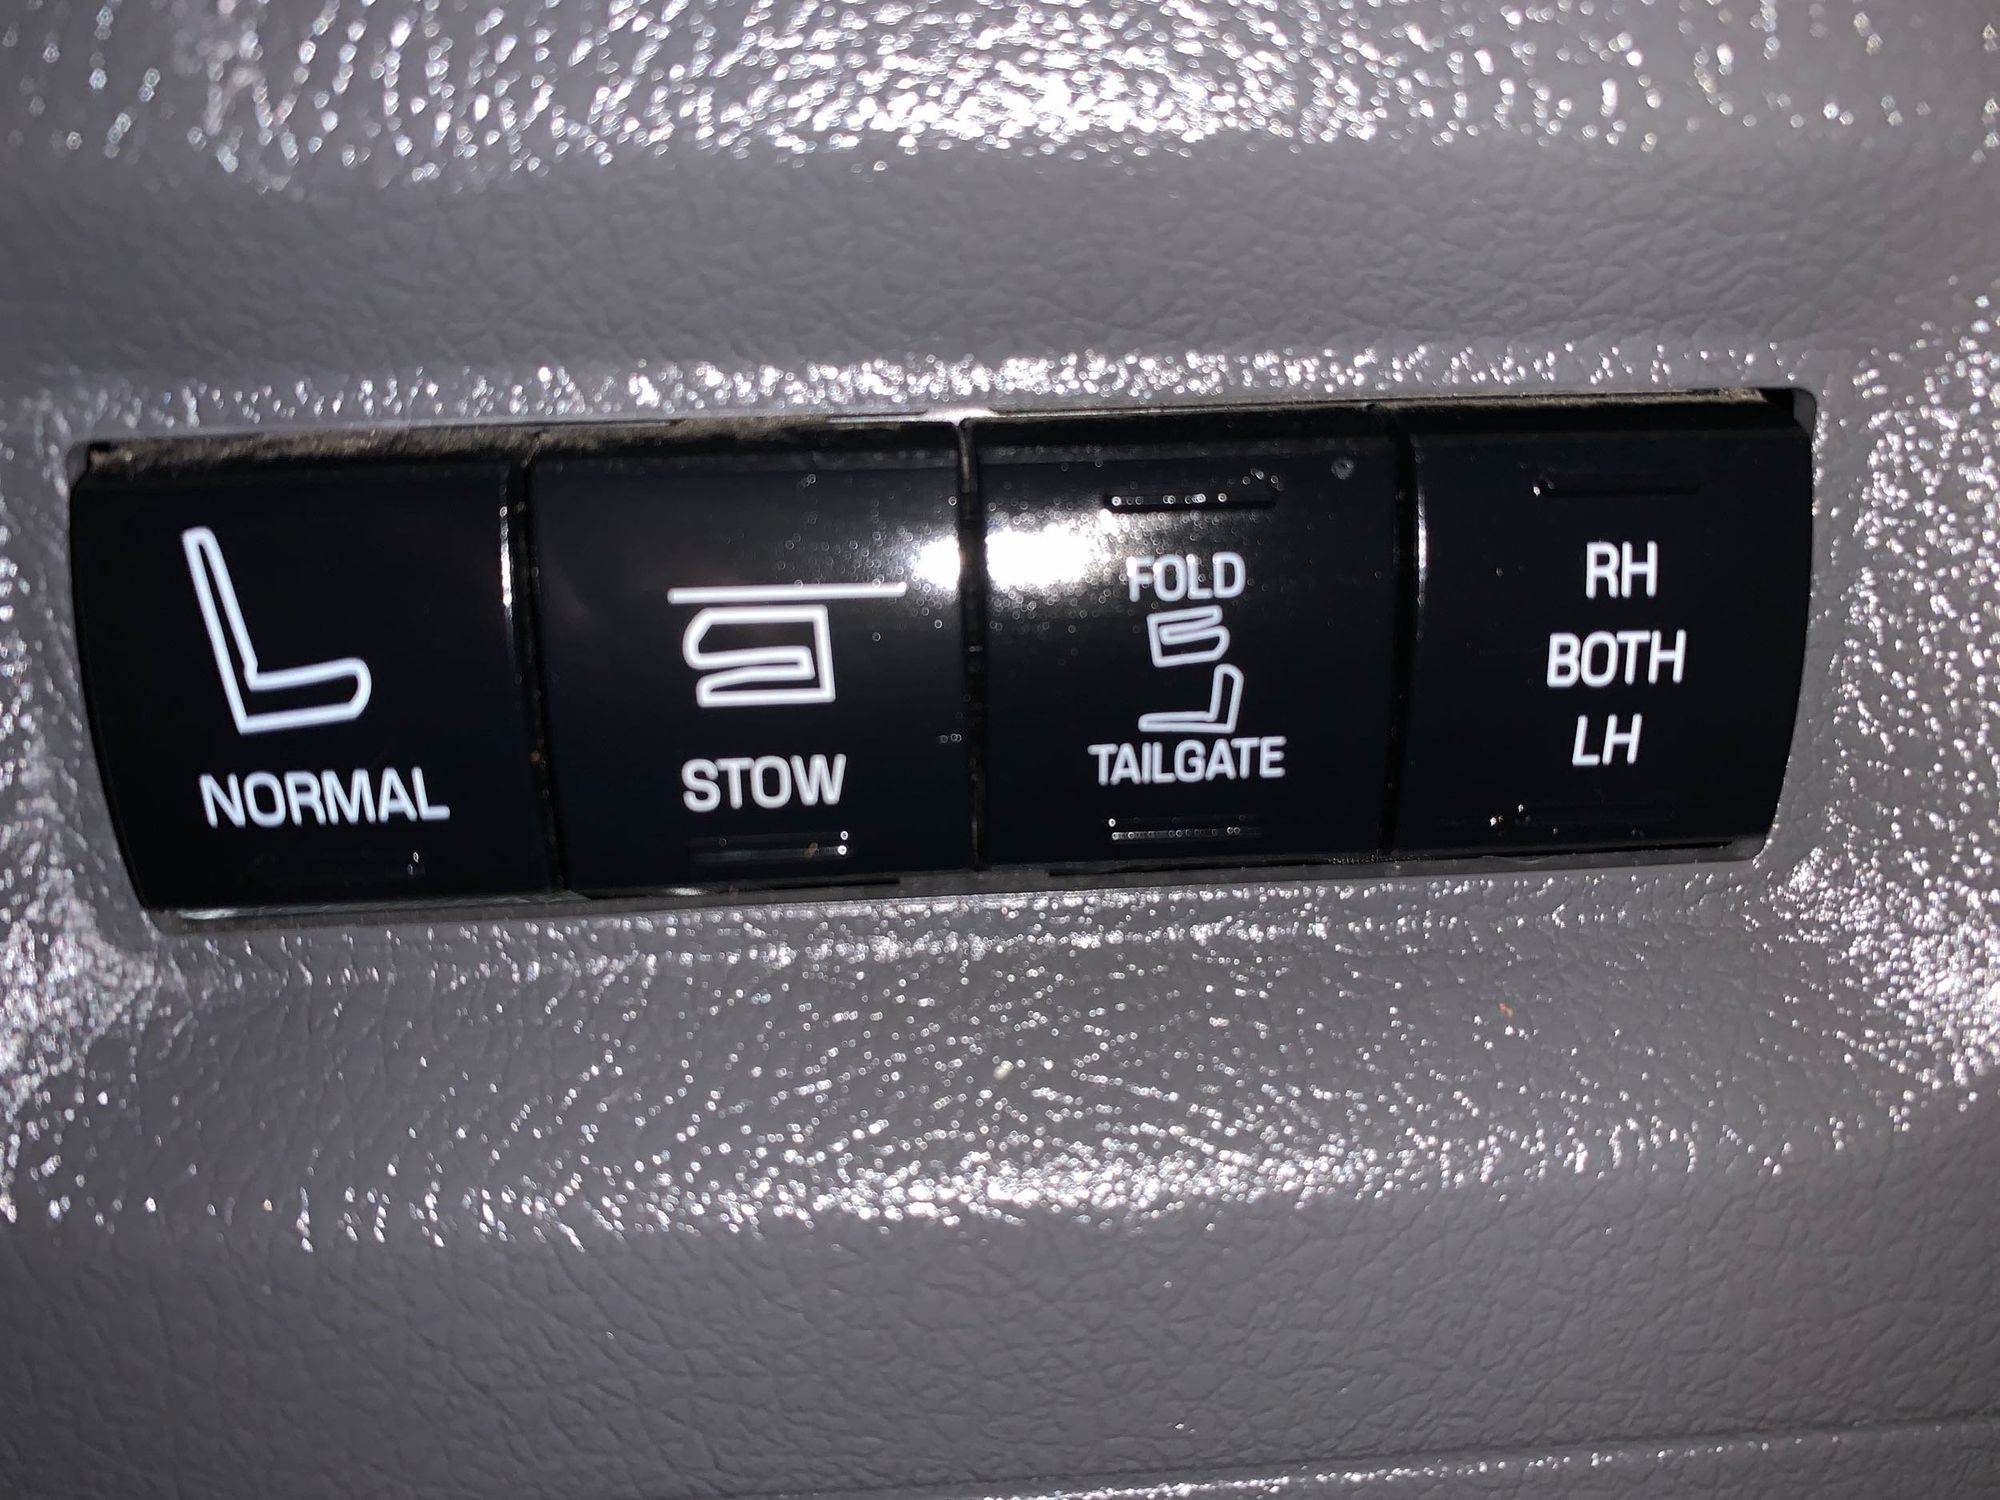 NORMAL
STOW
FOLD
TAILGATE
RH
BOTH
LH